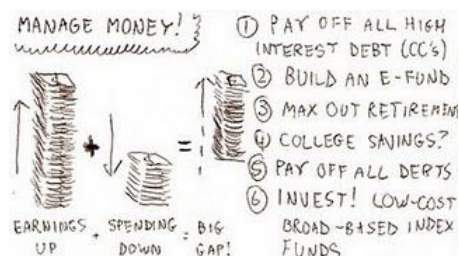 MANAGE MONEY!
+
=
EARNINGS UP + SPENDING DOWN = BIG GAP!
① PAY OFF ALL HIGH
INTEREST DEBT (CC'S)
② BUILD AN E-FUND
③ MAX OUT RETIREMEN
④ COLLEGE SAVINGS?
⑤ PAY OFF ALL DEBTS
⑥ INVEST! LOW-COST
BROAD-BASED INDEX
FUNDS